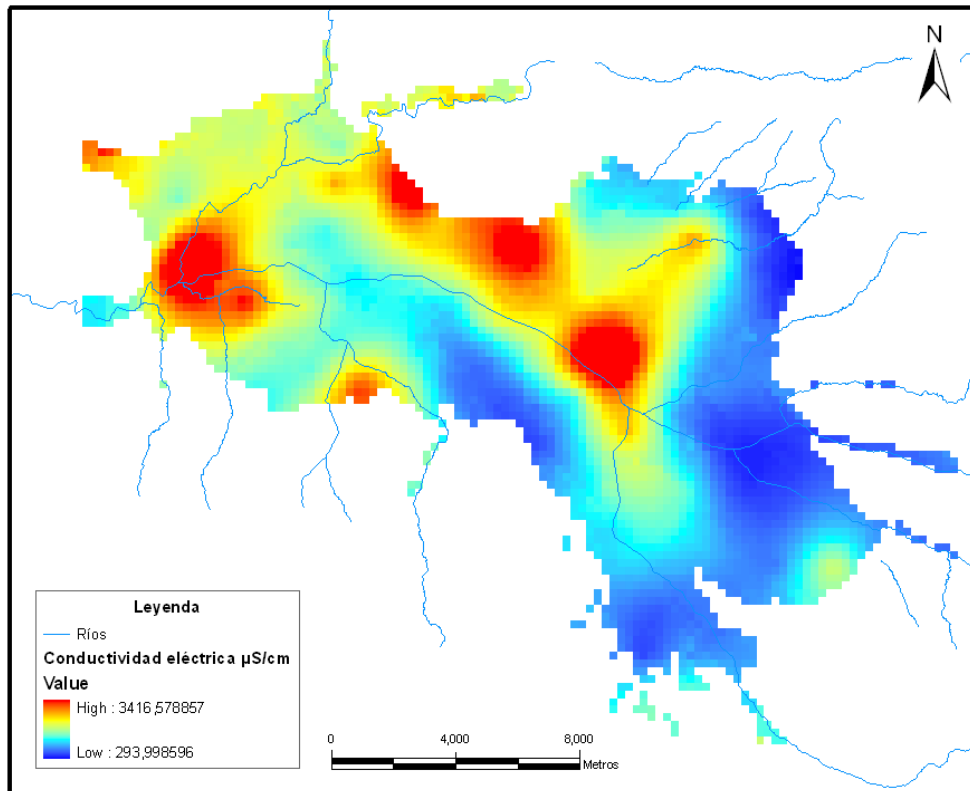 N
Leyenda
Ríos
Conductividad eléctrica µS/cm
Value
High : 3416,578857
Low : 293,998596
0 4,000 8,000
Metros